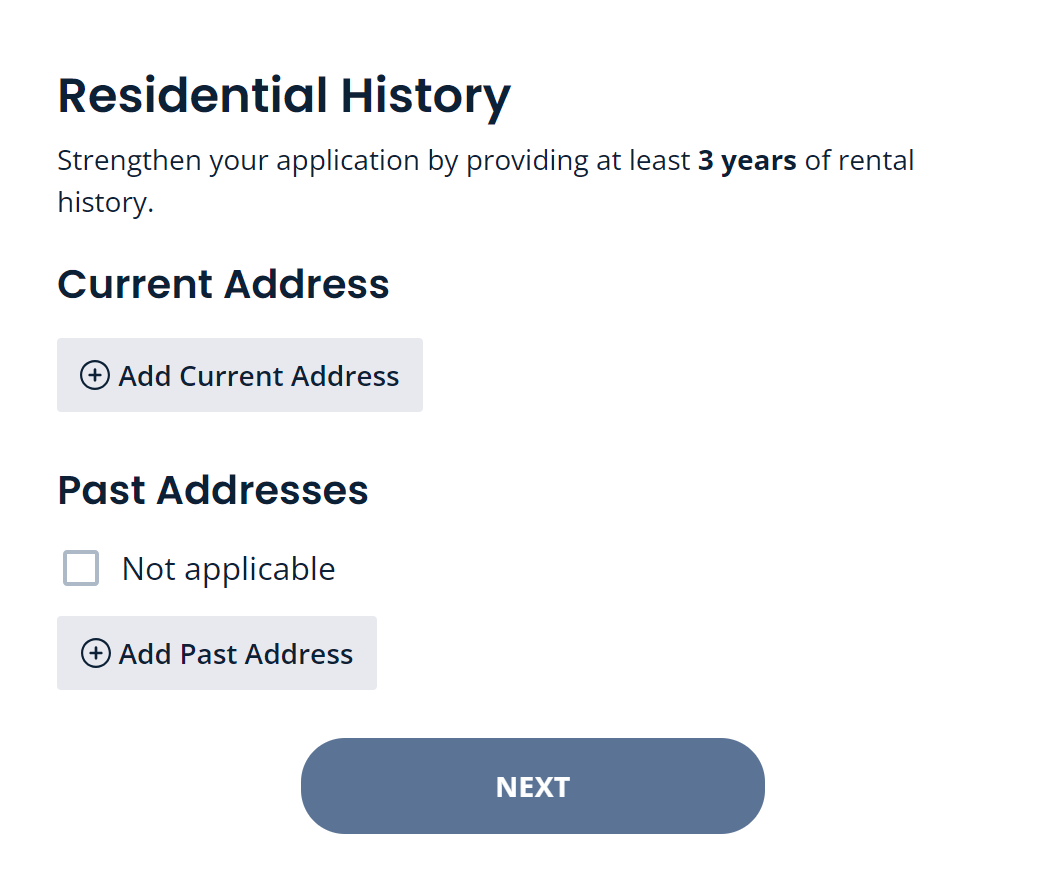 Residential History
Strengthen your application by providing at least 3 years of rental
history.
Current Address
Add Current Address
Past Addresses
Not applicable
Add Past Address
NEXT